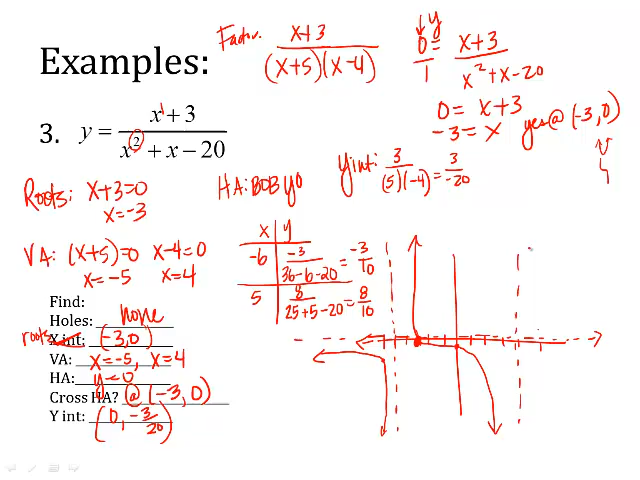 Examples:
Factor. x+3 / (x+5)(x-4)
↓y
0/1 = x+3 / x²+x-20
0 = x+3
-3 = x yes@ (-3, 0)
3. y = x¹+3 / x²+x-20
Roots: x+3=0
x=-3
HA: BOB y0
y int: 3 / (5)(-4) = 3 / -20
VA: (x+5)=0 x-4=0
x=-5 x=4
x y
-6 -3 / 36-6-20 = -3/10
5 8 / 25+5-20 = 8/10
Find:
Holes: none
roots X int: (-3,0)
VA: x=-5, x=4
HA: y=0
Cross HA? @ (-3, 0)
Y int: (0, -3/20)